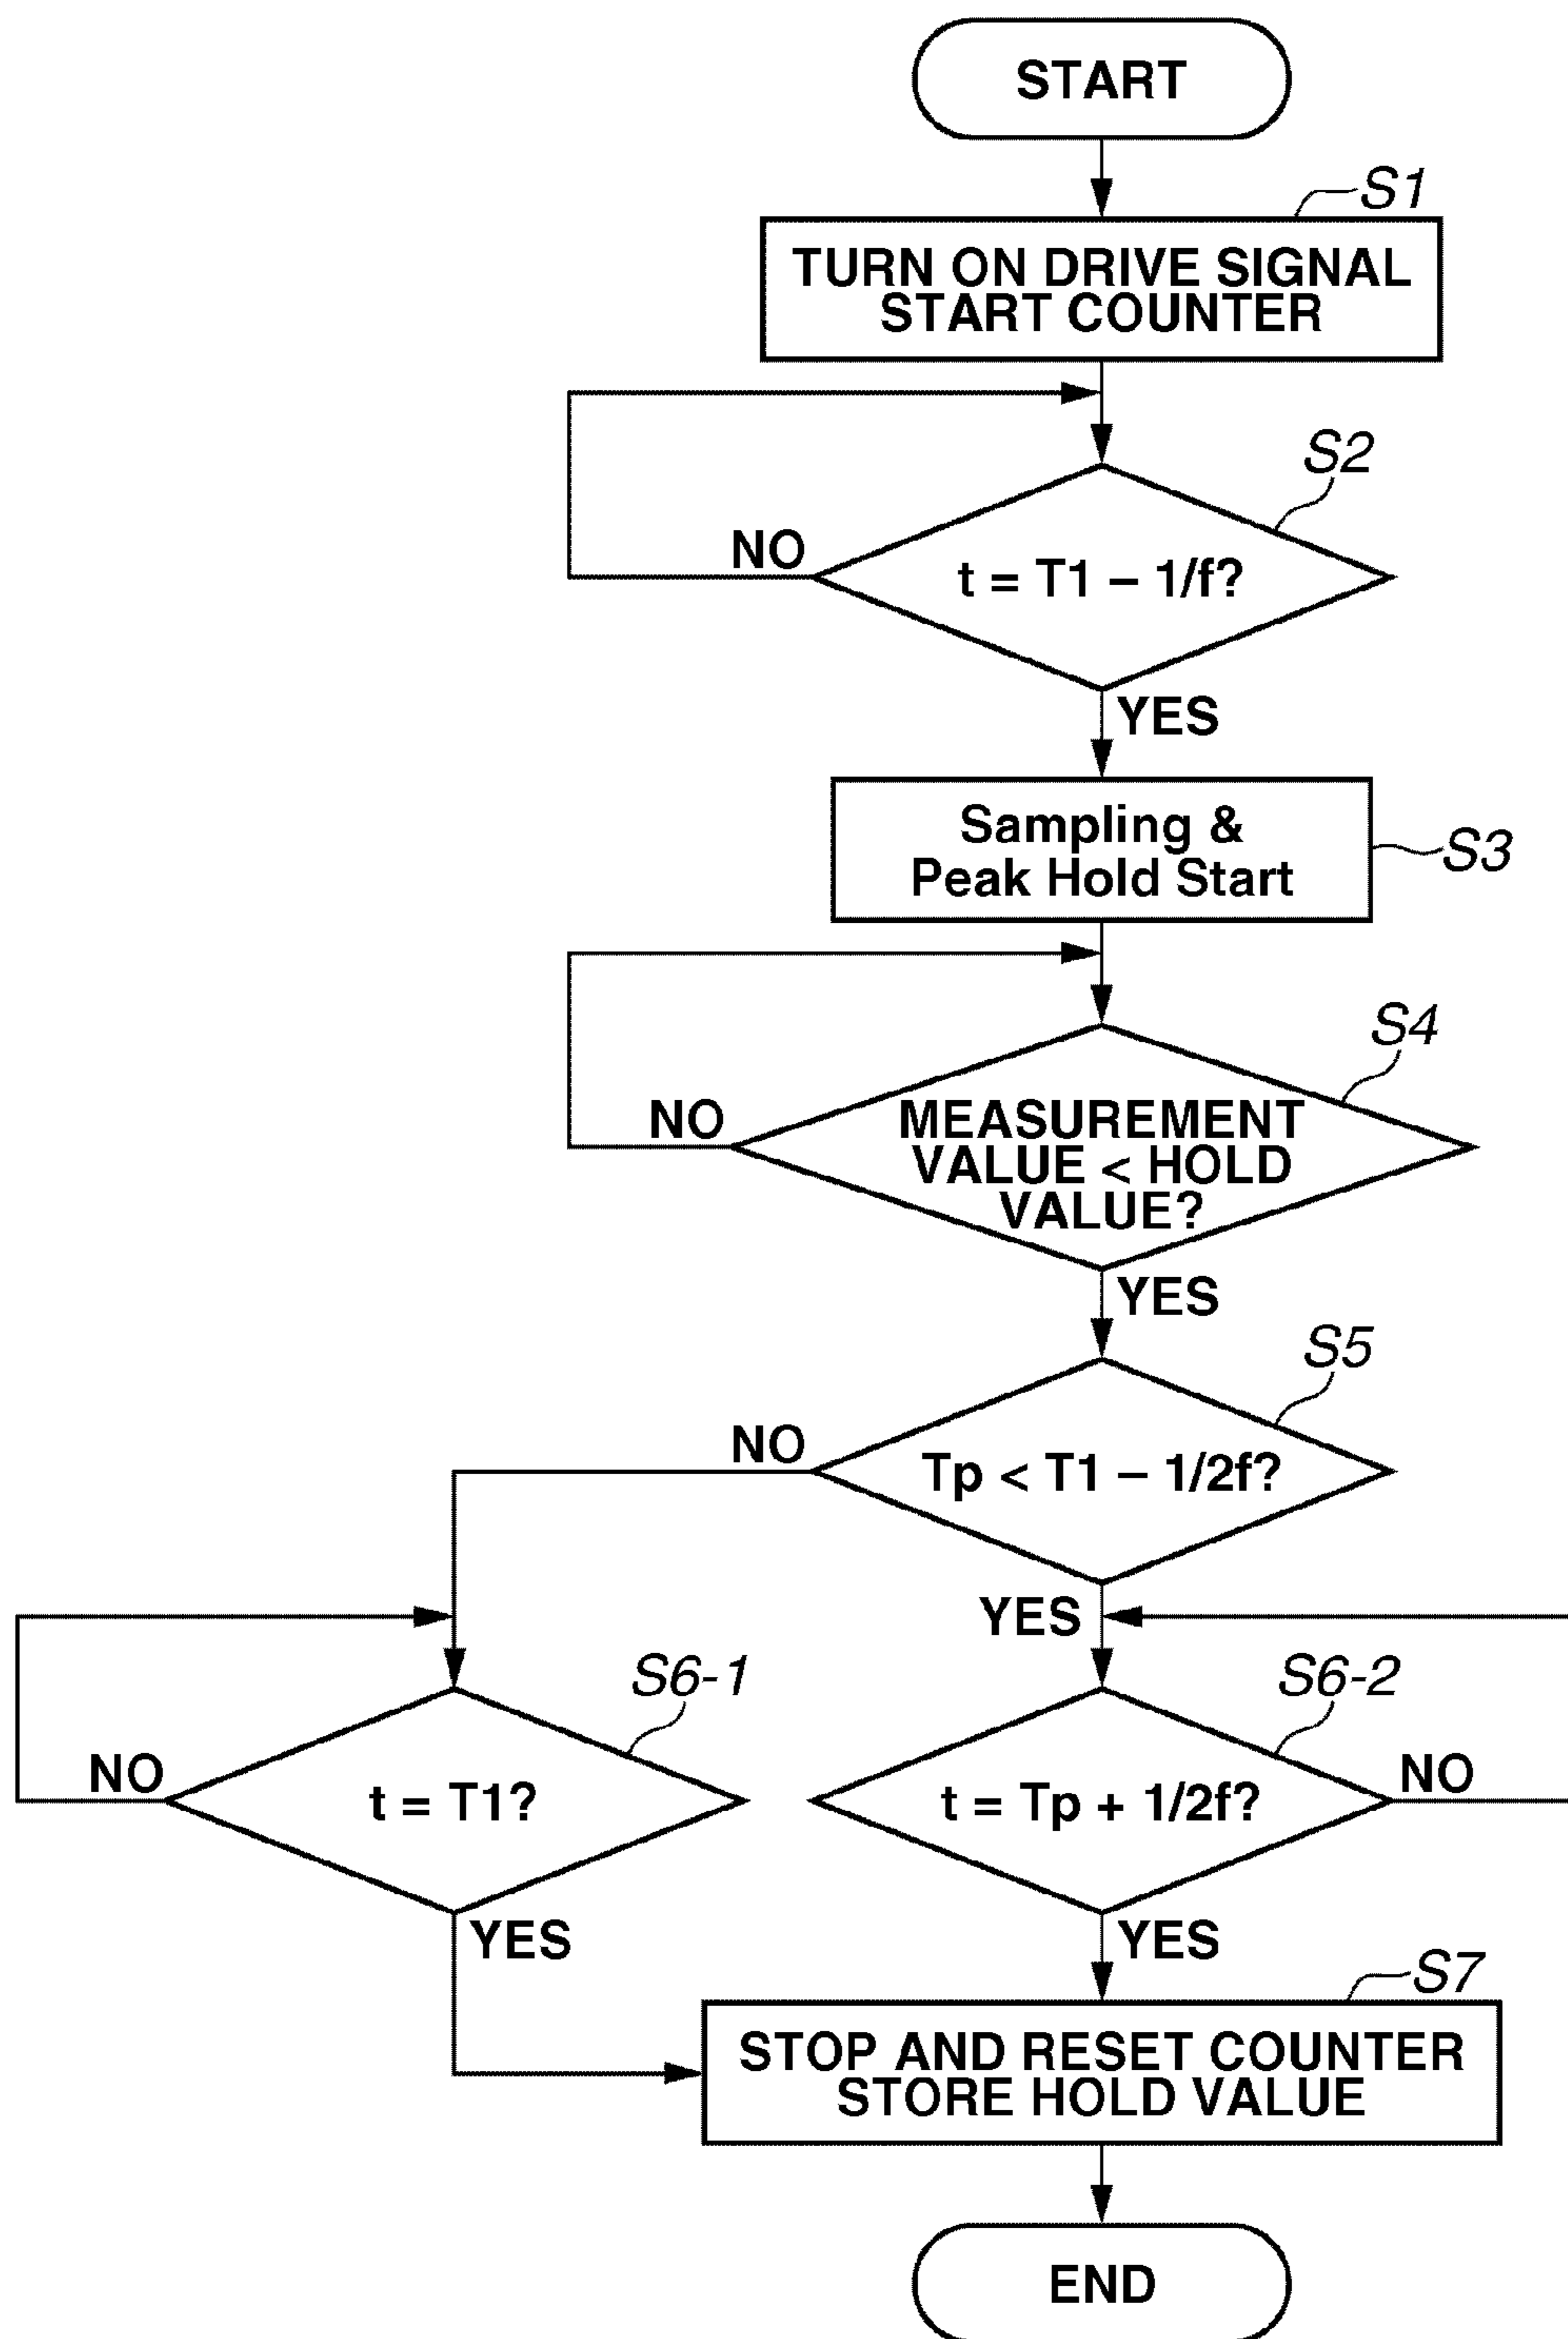 START
S1
TURN ON DRIVE SIGNAL
START COUNTER
S2
NO
t = T1 – 1/f?
YES
Sampling &
Peak Hold Start
S3
S4
NO
MEASUREMENT
VALUE < HOLD
VALUE?
YES
S5
NO
Tp < T1 – 1/2f?
YES
S6-1
S6-2
NO
t = T1?
t = Tp + 1/2f?
NO
YES
YES
S7
STOP AND RESET COUNTER
STORE HOLD VALUE
END